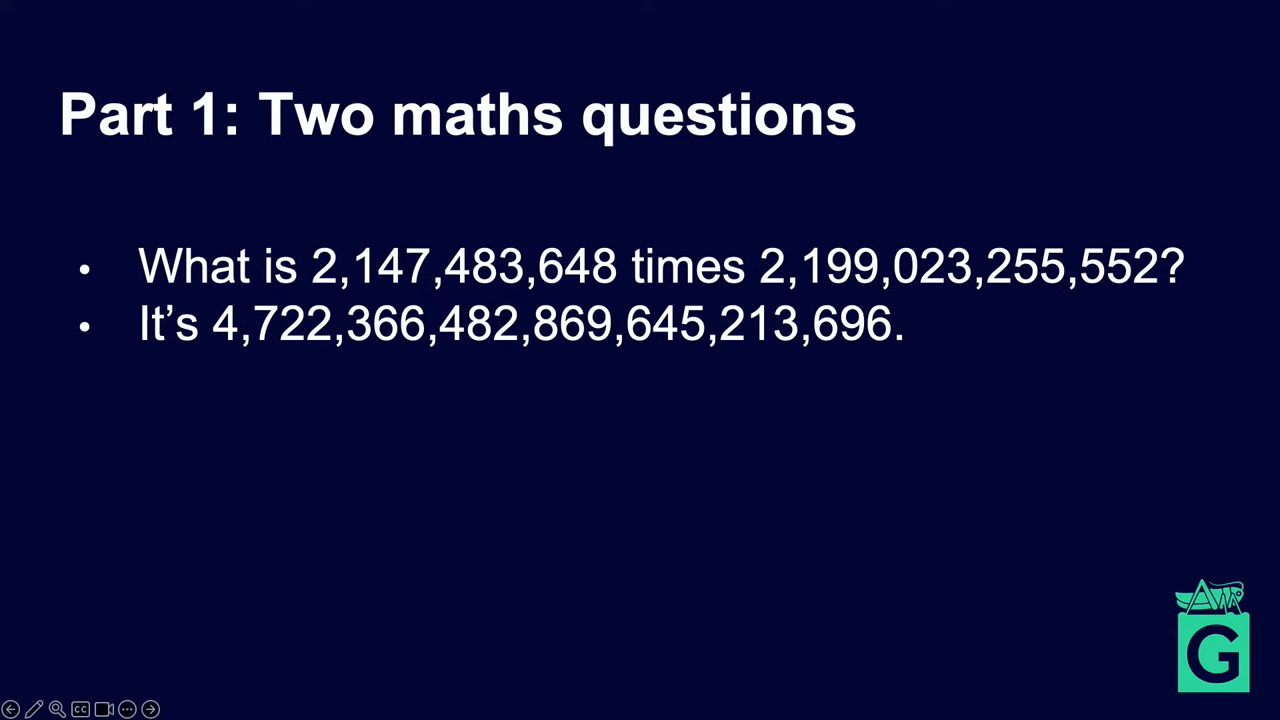 Part 1: Two maths questions
• What is 2,147,483,648 times 2,199,023,255,552?
• It’s 4,722,366,482,869,645,213,696.
G
CC